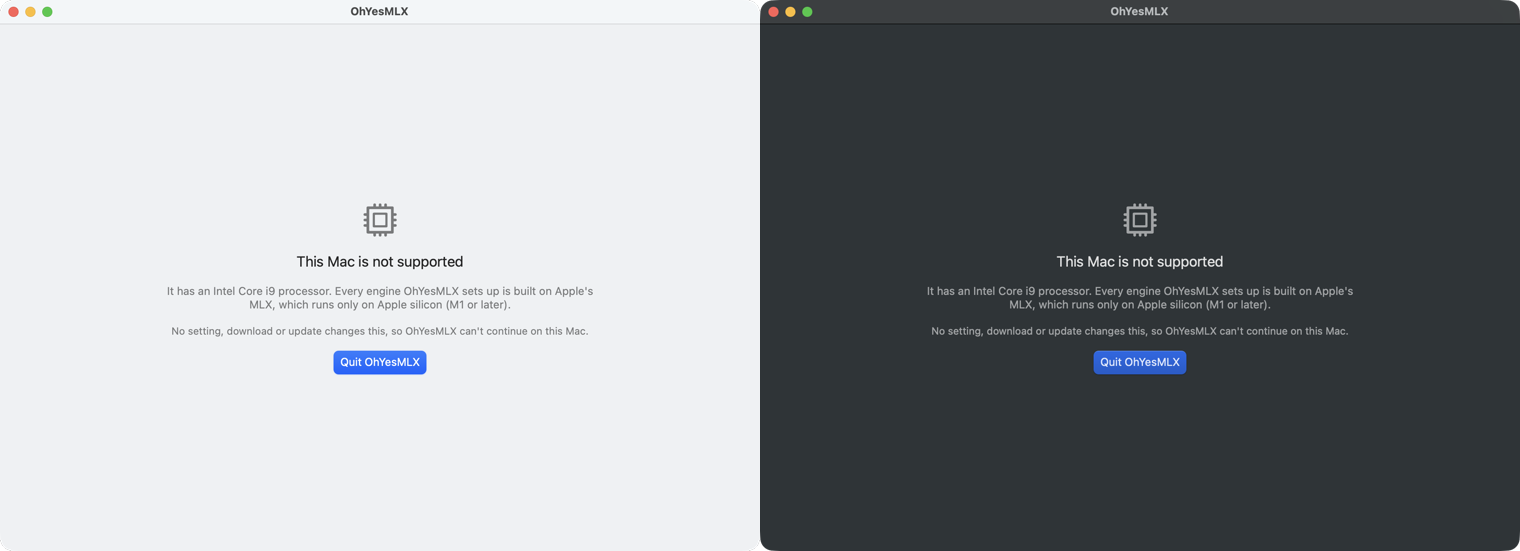 OhYesMLX
This Mac is not supported
It has an Intel Core i9 processor. Every engine OhYesMLX sets up is built on Apple's
MLX, which runs only on Apple silicon (M1 or later).
No setting, download or update changes this, so OhYesMLX can't continue on this Mac.
Quit OhYesMLX
OhYesMLX
This Mac is not supported
It has an Intel Core i9 processor. Every engine OhYesMLX sets up is built on Apple's
MLX, which runs only on Apple silicon (M1 or later).
No setting, download or update changes this, so OhYesMLX can't continue on this Mac.
Quit OhYesMLX